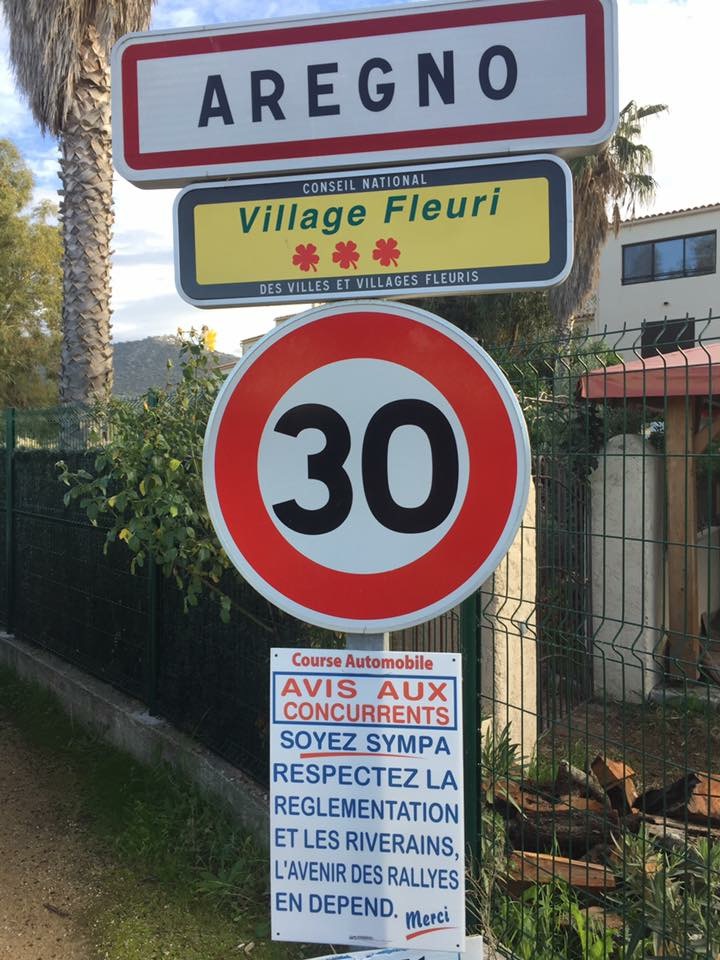 AREGNO
CONSEIL NATIONAL
Village Fleuri
DES VILLES ET VILLAGES FLEURIS
30
Course Automobile
AVIS AUX
CONCURRENTS
SOYEZ SYMPA
RESPECTEZ LA
REGLEMENTATION
ET LES RIVERAINS,
L'AVENIR DES RALLYES
EN DEPEND. Merci